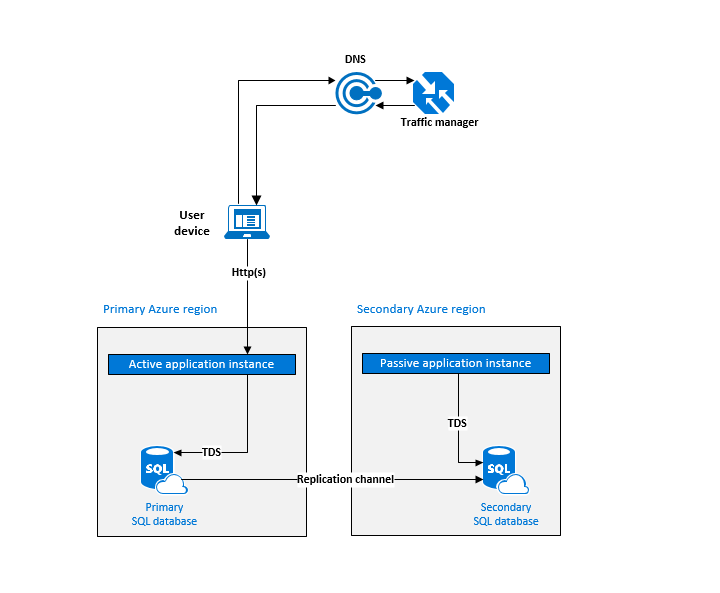 DNS
Traffic manager
User
device
Http(s)
Primary Azure region
Secondary Azure region
Active application instance
Passive application instance
TDS
TDS
SQL
SQL
Replication channel
Primary
SQL database
Secondary
SQL database